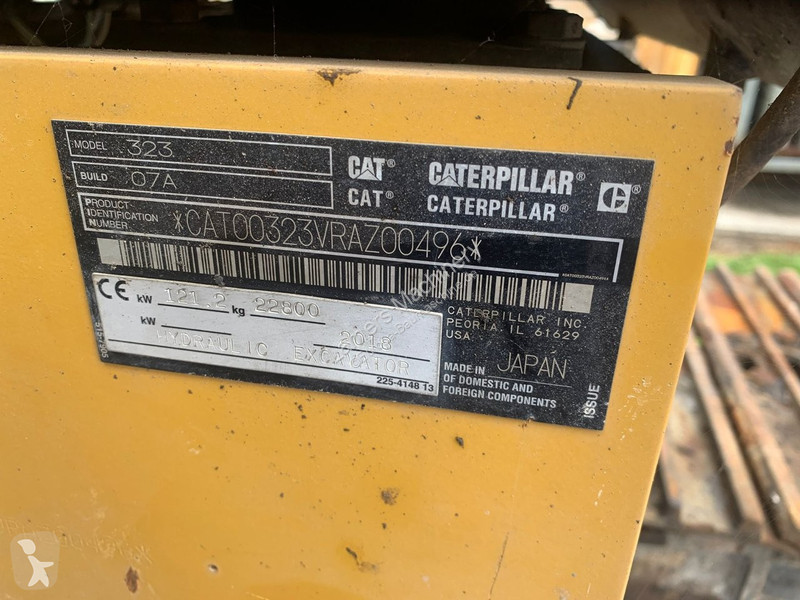 MODEL 323
BUILD 07A
PRODUCT IDENTIFICATION NUMBER *CAT00323VRAZ00496*
CAT® CATERPILLAR®
CAT® CATERPILLAR®
C
CE kW 121.2 kg 22800
kW 2018
HYDRAULIC EXCAVATOR
225-4148 13
CATERPILLAR INC.
PEORIA, IL 61629
USA
MADE IN JAPAN
OF DOMESTIC AND
FOREIGN COMPONENTS
ISSUE